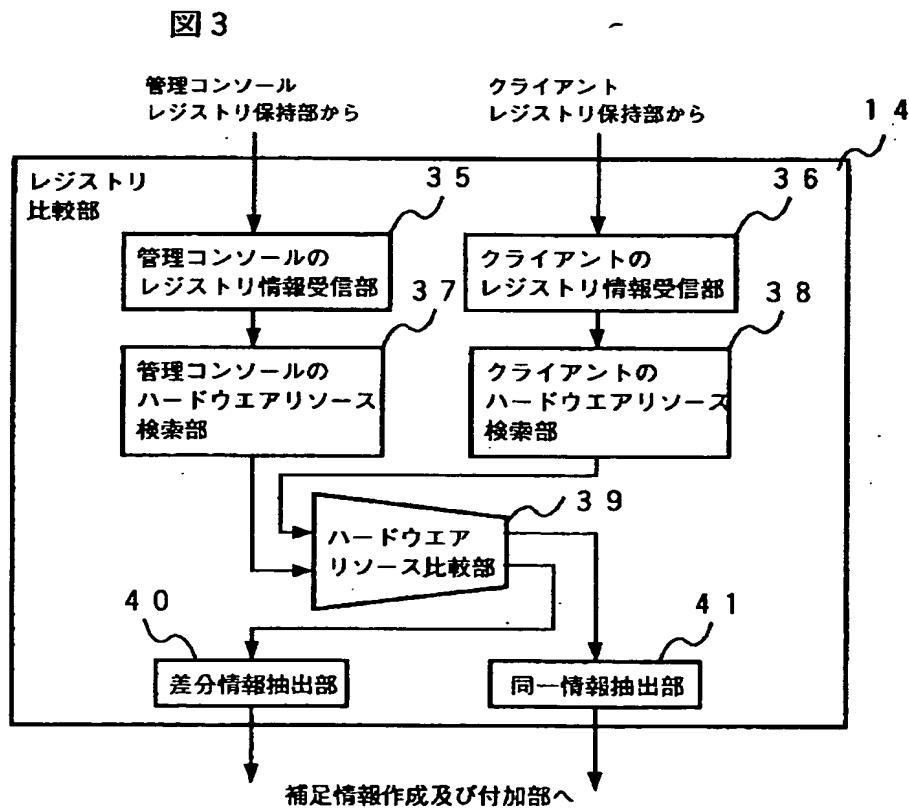 図3
管理コンソール
レジストリ保持部から
クライアント
レジストリ保持部から
14
レジストリ
比較部
35
36
管理コンソールの
レジストリ情報受信部
クライアントの
レジストリ情報受信部
37
38
管理コンソールの
ハードウエアリソース
検索部
クライアントの
ハードウエアリソース
検索部
39
ハードウエア
リソース比較部
40
41
差分情報抽出部
同一情報抽出部
補足情報作成及び付加部へ